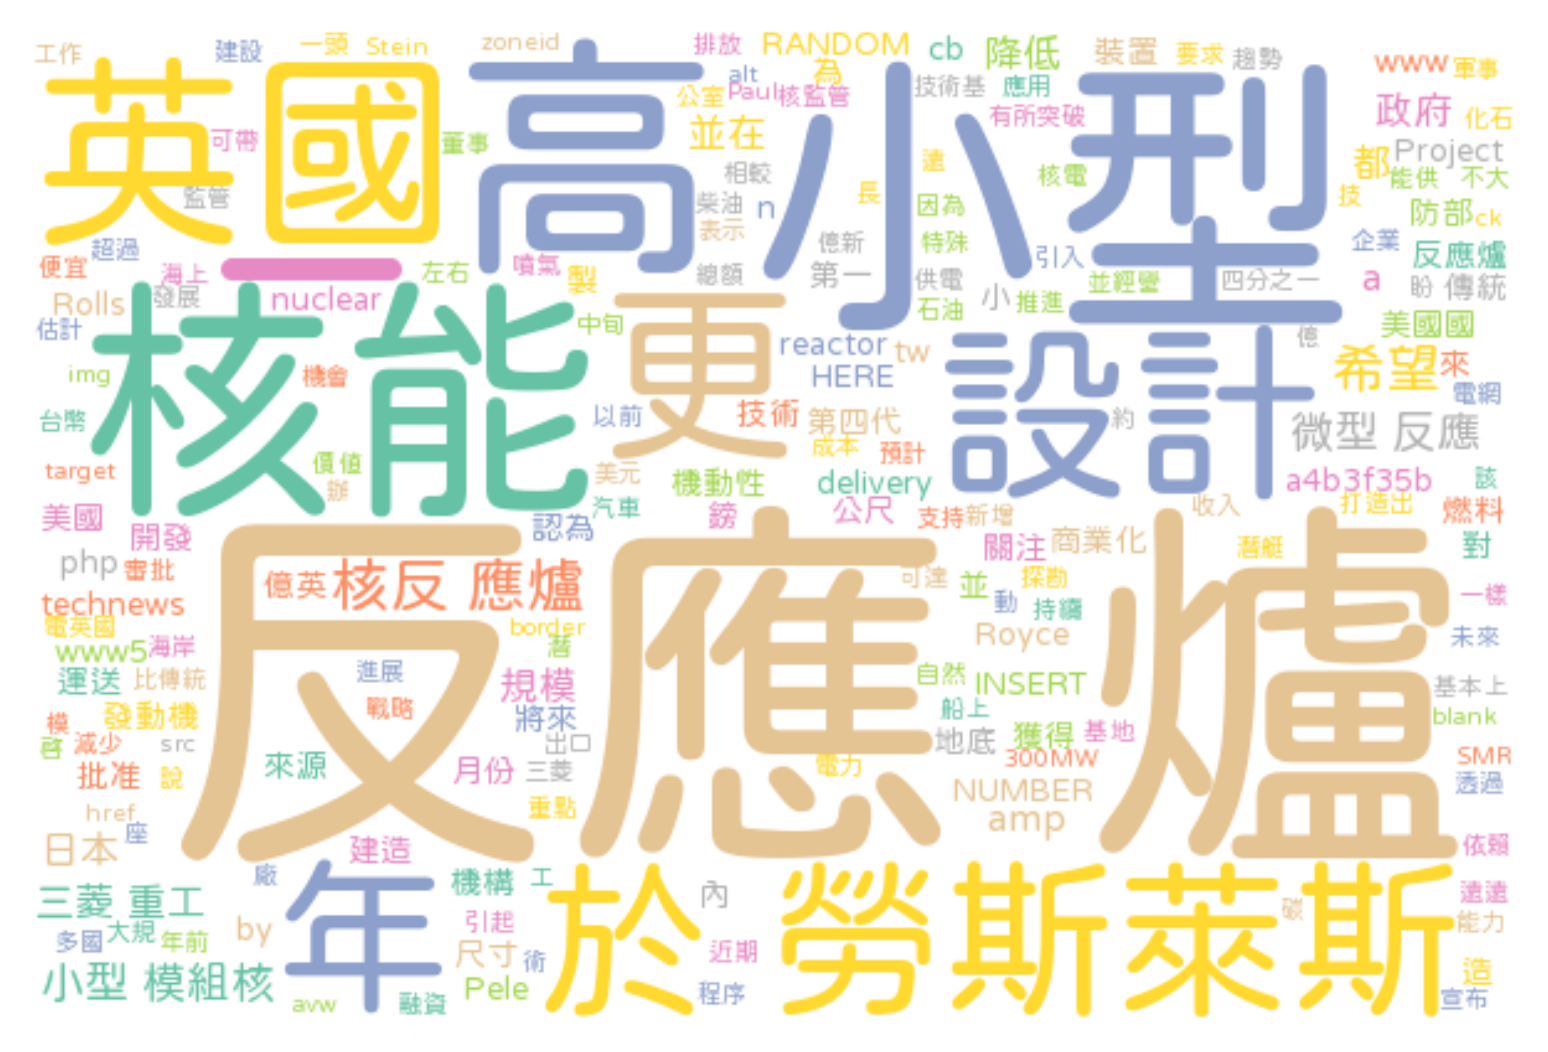 工作 建設 一頭 Stein zoneid 排放 RANDOM cb 降低 裝置 要求 趨勢 www 軍事
英國 高 小型
alt 為 技術基 應用
公室 Paul 核監管 有所突破 政府 化石
可帶 董事 並在 遠 都 Project
監管 相較 長 核電 技 能供 不大
柴油 n 因為 防部 ck
超過 表示 億新 特殊 企業 反應爐
便宜 海上 一 左右 噴氣 製 總額 第一 供電 引入 並經營 四分之一 a 盼 傳統
Rolls 發展 nuclear 石油 小 推進
估計 核能 中旬 更 reactor tw 設計 億 美國國
img 機會 HERE 希望 來
台幣 以前 技術 第四代 約 電網
成本 微型 反應
target 價值 美元 預計
辦 機動性 delivery a4b3f35b 該
美國 汽車 鎊 公尺 支持 新增 收入 打造出 燃料
開發 認為 關注 商業化 潛艇 對
反應爐
php 審批 億英 核反 應爐 可達 並 探勘
technews 動 持續 一樣
電英國 border Royce 未來
www5 海岸 潛
運送 比傳統 進展 規模 自然 INSERT 基本上
模 發動機 戰略 將來 船上 blank
啓 減少 src 出口 地底 獲得 基地
批准 說 來源 月份 三菱 電力 300MW SMR
href 重點 NUMBER 透過
日本 座 建造 amp 依賴
廠 年 機構 工 於 勞斯萊斯
三菱 重工 內 碳 遠遠
多國 大規 年前 by 引起 近期 能力
小型 模組核 尺寸 術 造
avw 融資 Pele 程序 宣布